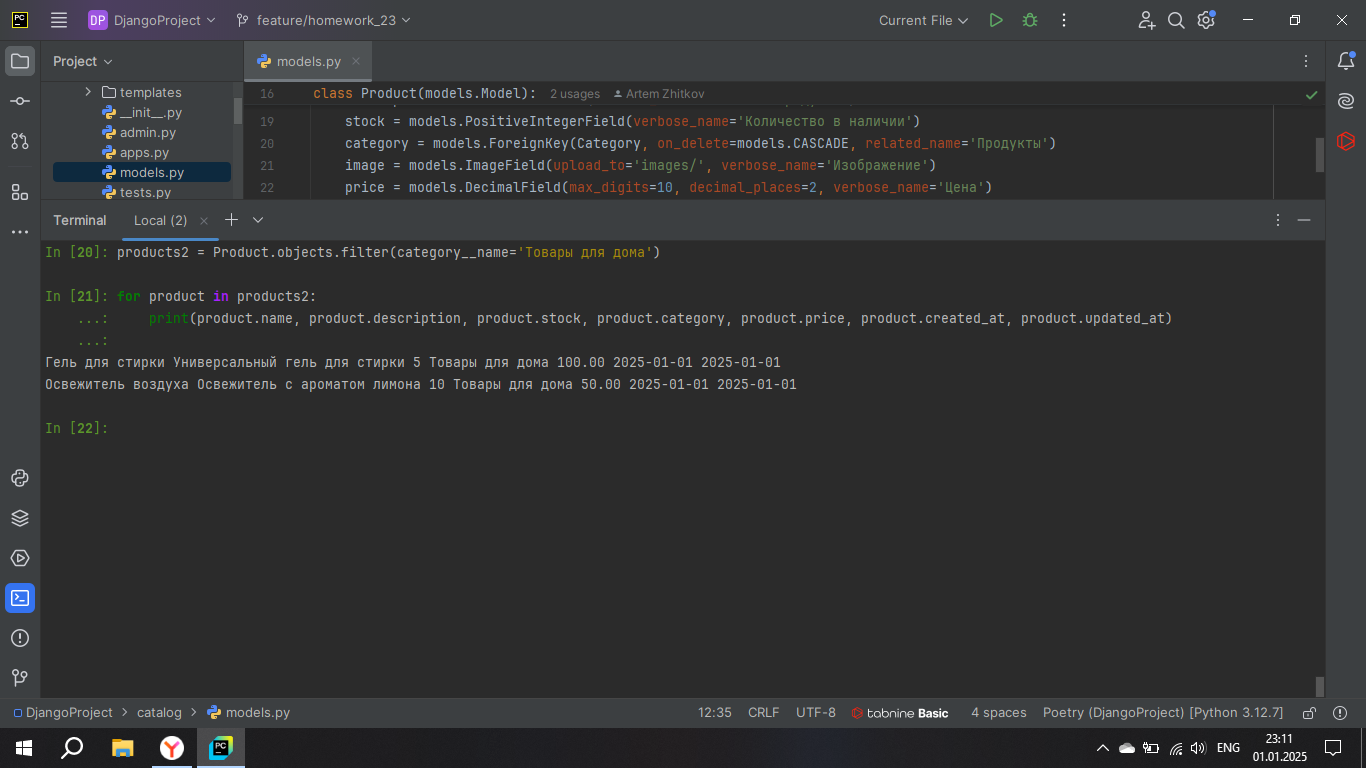 PC DP DjangoProject feature/homework_23 Current File
Project
models.py
templates
__init__.py
admin.py
apps.py
models.py
tests.py
16 class Product(models.Model): 2 usages Artem Zhitkov
19 stock = models.PositiveIntegerField(verbose_name='Количество в наличии')
20 category = models.ForeignKey(Category, on_delete=models.CASCADE, related_name='Продукты')
21 image = models.ImageField(upload_to='images/', verbose_name='Изображение')
22 price = models.DecimalField(max_digits=10, decimal_places=2, verbose_name='Цена')
Terminal Local (2)
In [20]: products2 = Product.objects.filter(category__name='Товары для дома')
In [21]: for product in products2:
...: print(product.name, product.description, product.stock, product.category, product.price, product.created_at, product.updated_at)
...:
Гель для стирки Универсальный гель для стирки 5 Товары для дома 100.00 2025-01-01 2025-01-01
Освежитель воздуха Освежитель с ароматом лимона 10 Товары для дома 50.00 2025-01-01 2025-01-01
In [22]:
DjangoProject > catalog > models.py 12:35 CRLF UTF-8 tabnine Basic 4 spaces Poetry (DjangoProject) [Python 3.12.7]
PC ENG 23:11
01.01.2025